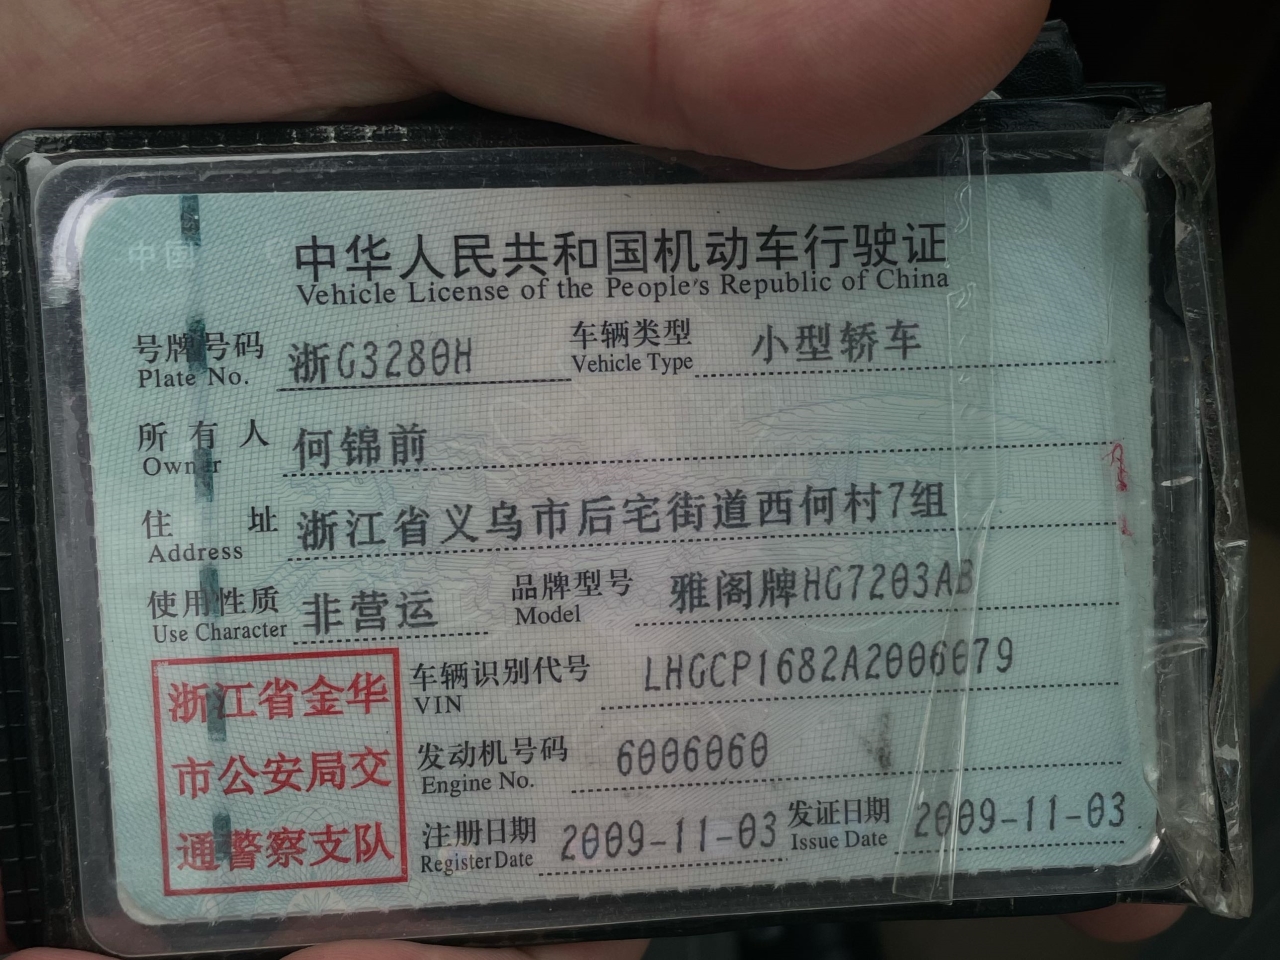 中华人民共和国机动车行驶证
Vehicle License of the People's Republic of China
号牌号码 浙G3280H 车辆类型 小型轿车
Plate No. Vehicle Type
所有人 何锦前
Owner
住址 浙江省义乌市后宅街道西何村7组
Address
使用性质 非营运 品牌型号 雅阁牌HG7203AB
Use Character Model
浙江省金华
市公安局交
通警察支队
车辆识别代号 LHGCP1682A2006079
VIN
发动机号码 6006060
Engine No.
注册日期 2009-11-03 发证日期 2009-11-03
Register Date Issue Date